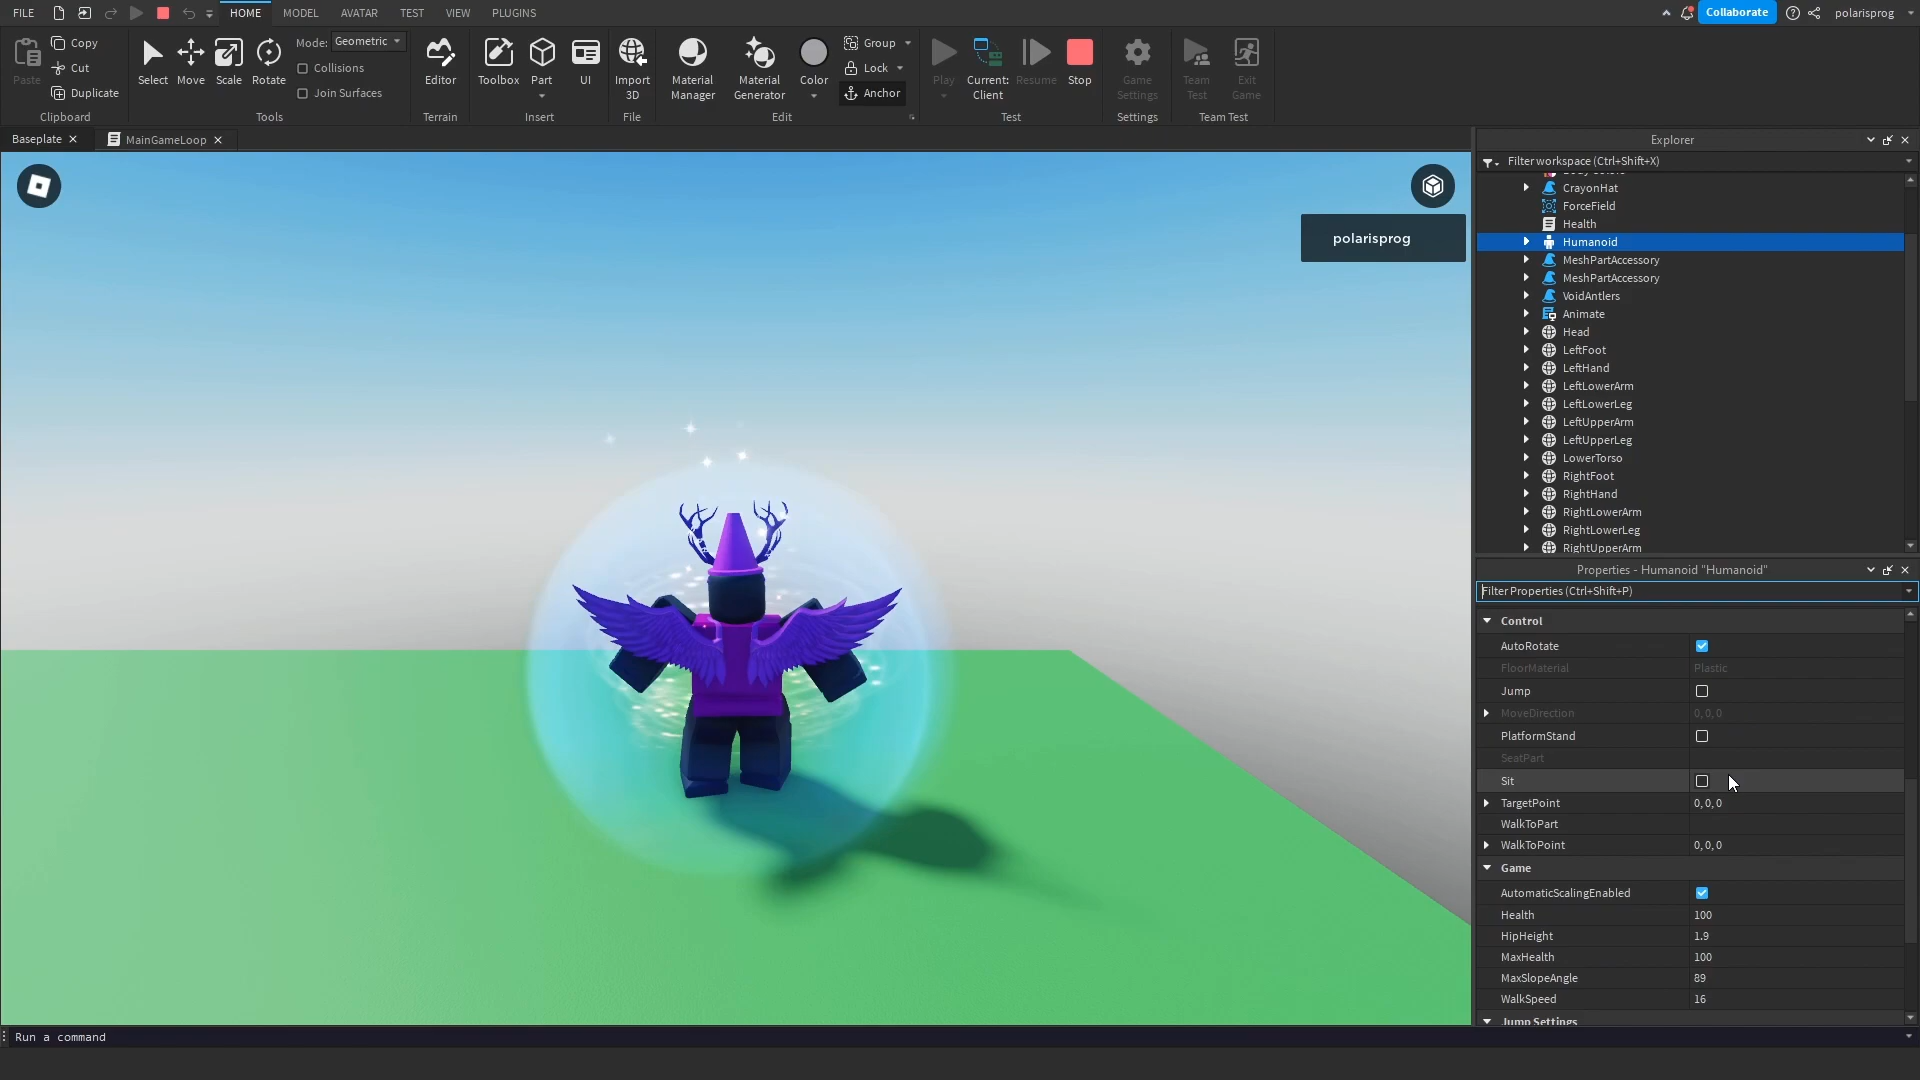 FILE HOME MODEL AVATAR TEST VIEW PLUGINS Collaborate polarisprog
Paste Copy Cut Duplicate
Clipboard
Select Move Scale Rotate Mode: Geometric Collisions Join Surfaces
Tools
Editor
Terrain
Toolbox Part UI
Insert
Import 3D
File
Material Manager Material Generator Color Group Lock Anchor
Edit
Play Current: Client Resume Stop
Test
Game Settings
Settings
Team Test Exit Game
Team Test
Baseplate MainGameLoop
polarisprog
Explorer
Filter workspace (Ctrl+Shift+X)
CrayonHat
ForceField
Health
Humanoid
MeshPartAccessory
MeshPartAccessory
VoidAntlers
Animate
Head
LeftFoot
LeftHand
LeftLowerArm
LeftLowerLeg
LeftUpperArm
LeftUpperLeg
LowerTorso
RightFoot
RightHand
RightLowerArm
RightLowerLeg
RightUpperArm
Properties - Humanoid "Humanoid"
Filter Properties (Ctrl+Shift+P)
Control
AutoRotate
FloorMaterial Plastic
Jump
MoveDirection 0, 0, 0
PlatformStand
SeatPart
Sit
TargetPoint 0, 0, 0
WalkToPart
WalkToPoint 0, 0, 0
Game
AutomaticScalingEnabled
Health 100
HipHeight 1.9
MaxHealth 100
MaxSlopeAngle 89
WalkSpeed 16
Jump Settings
Run a command